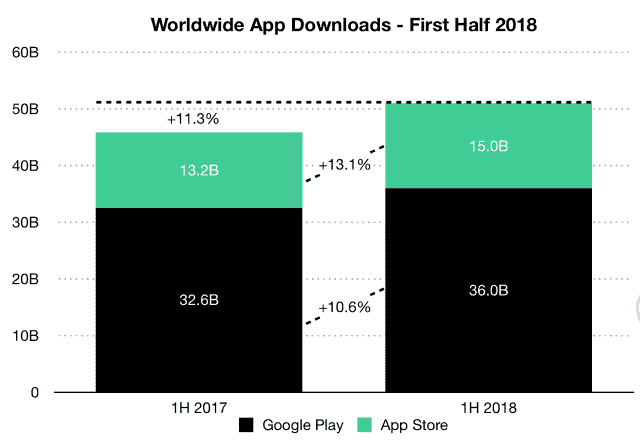 Worldwide App Downloads - First Half 2018
60B
50B
+11.3%
40B
13.2B
+13.1%
15.0B
30B
20B
32.6B
+10.6%
36.0B
10B
0
1H 2017
1H 2018
Google Play
App Store